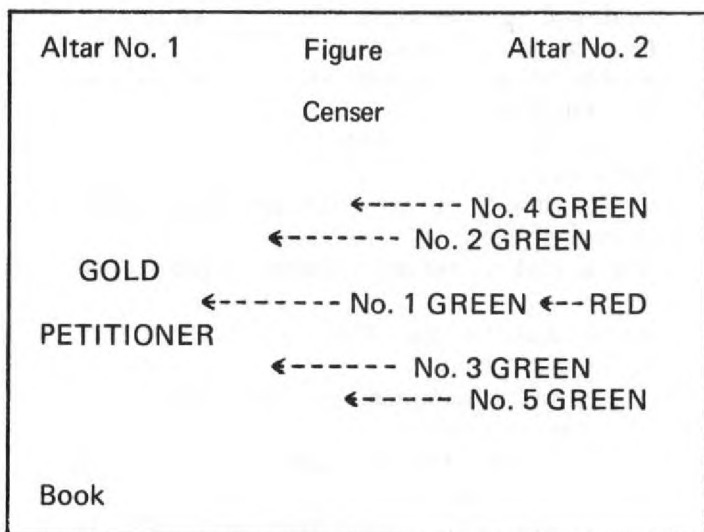 Altar No. 1 Figure Altar No. 2
Censer
No. 4 GREEN
No. 2 GREEN
GOLD
No. 1 GREEN RED
PETITIONER
No. 3 GREEN
No. 5 GREEN
Book